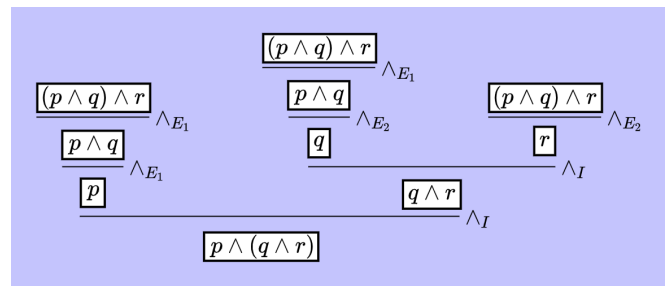 (p ∧ q) ∧ r ∧E1
(p ∧ q) ∧ r ∧E1 p ∧ q ∧E2 (p ∧ q) ∧ r ∧E2
p ∧ q ∧E1 q r ∧I
p q ∧ r ∧I
p ∧ (q ∧ r)